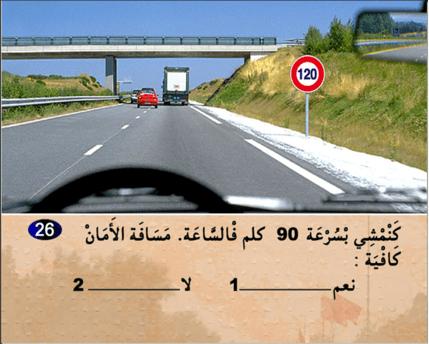 120
26
كَنْمْشِي بْسُرْعَة 90 كلم فْالسَّاعَة. مَسَافَة الأَمَانْ
كَافْيَة :
نعم 1 لا 2